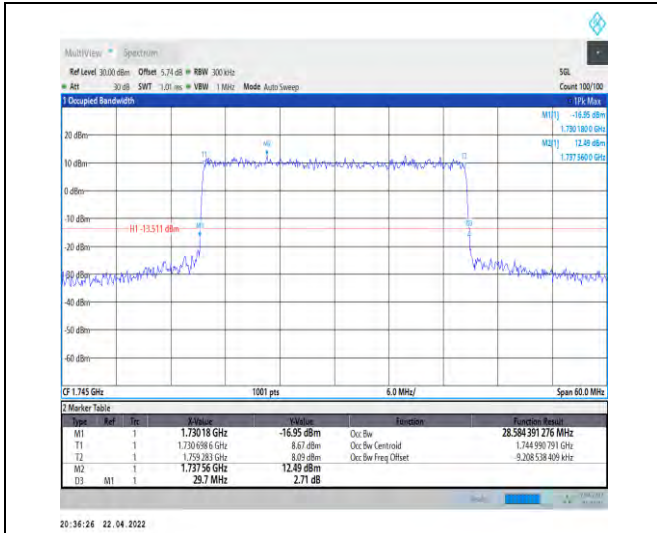 MultiView Spectrum
Ref Level 30.00 dBm Offset 5.74 dB RBW 300 kHz SGL
Att 30 dB SWT 1.01 ms VBW 1 MHz Mode Auto Sweep Count 100/100
1 Occupied Bandwidth 1Pk Max
M1[1] -16.95 dBm
1.730 180 0 GHz
M2[1] 12.49 dBm
1.737 560 0 GHz
20 dBm
M2
T1
T2
10 dBm
0 dBm
-10 dBm
M1
H1 -13.511 dBm
-30 dBm
-40 dBm
-50 dBm
-60 dBm
CF 1.745 GHz 1001 pts 6.0 MHz/ Span 60.0 MHz
2 Marker Table
Type Ref Trc X-Value Y-Value Function Function Result
M1 1 1.73018 GHz -16.95 dBm Occ Bw 28.584 391 276 MHz
T1 1 1.730 698 6 GHz 8.67 dBm Occ Bw Centroid 1.744 990 791 GHz
T2 1 1.759 283 GHz 8.09 dBm Occ Bw Freq Offset -9.208 538 409 kHz
M2 1 1.73756 GHz 12.49 dBm
D3 M1 1 29.7 MHz 2.71 dB
20:36:26 22.04.2022